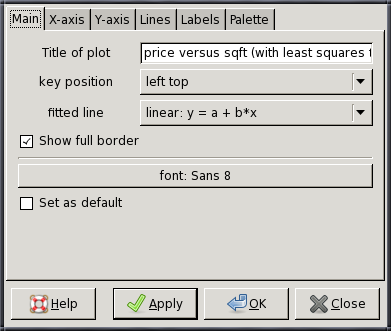 Main X-axis Y-axis Lines Labels Palette
Title of plot price versus sqft (with least squares
key position left top
fitted line linear: y = a + b*x
Show full border
font: Sans 8
Set as default
Help Apply OK Close